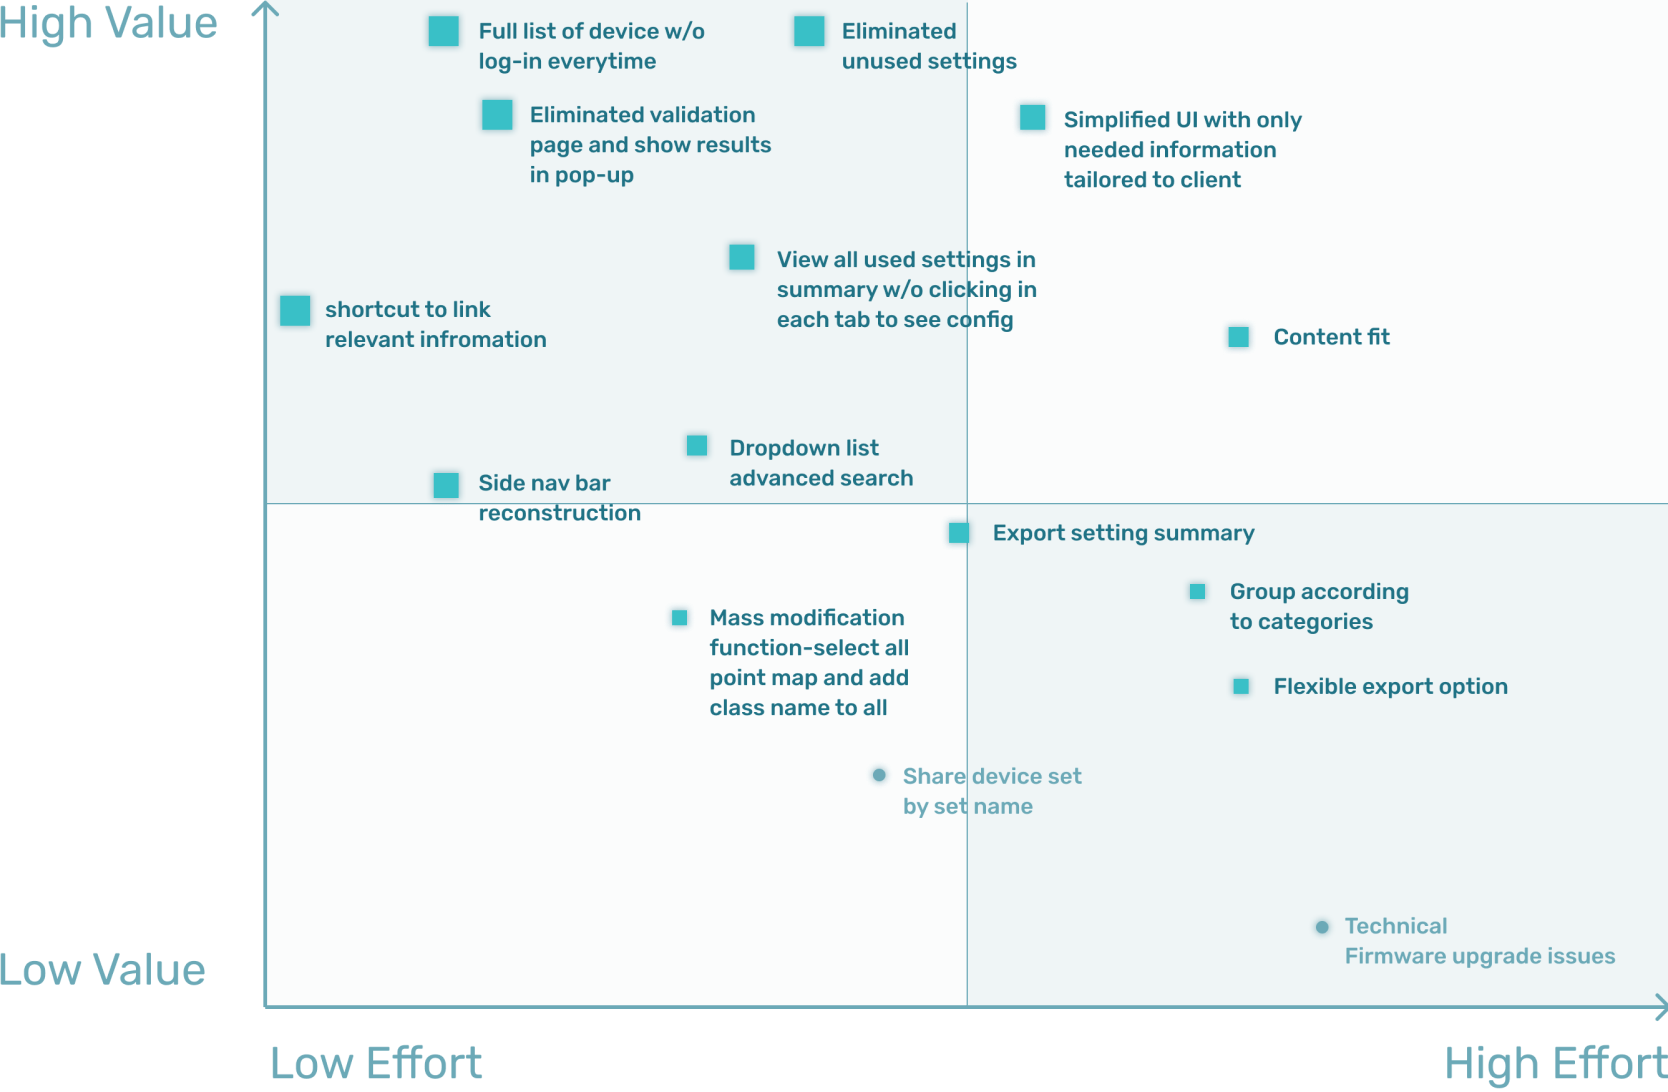 High Value
Full list of device w/o
log-in everytime
Eliminated
unused settings
Eliminated validation
page and show results
in pop-up
Simplified UI with only
needed information
tailored to client
View all used settings in
summary w/o clicking in
each tab to see config
shortcut to link
relevant infromation
Content fit
Dropdown list
advanced search
Side nav bar
reconstruction
Export setting summary
Group according
to categories
Mass modification
function-select all
point map and add
class name to all
Flexible export option
Share device set
by set name
Technical
Firmware upgrade issues
Low Value
Low Effort
High Effort